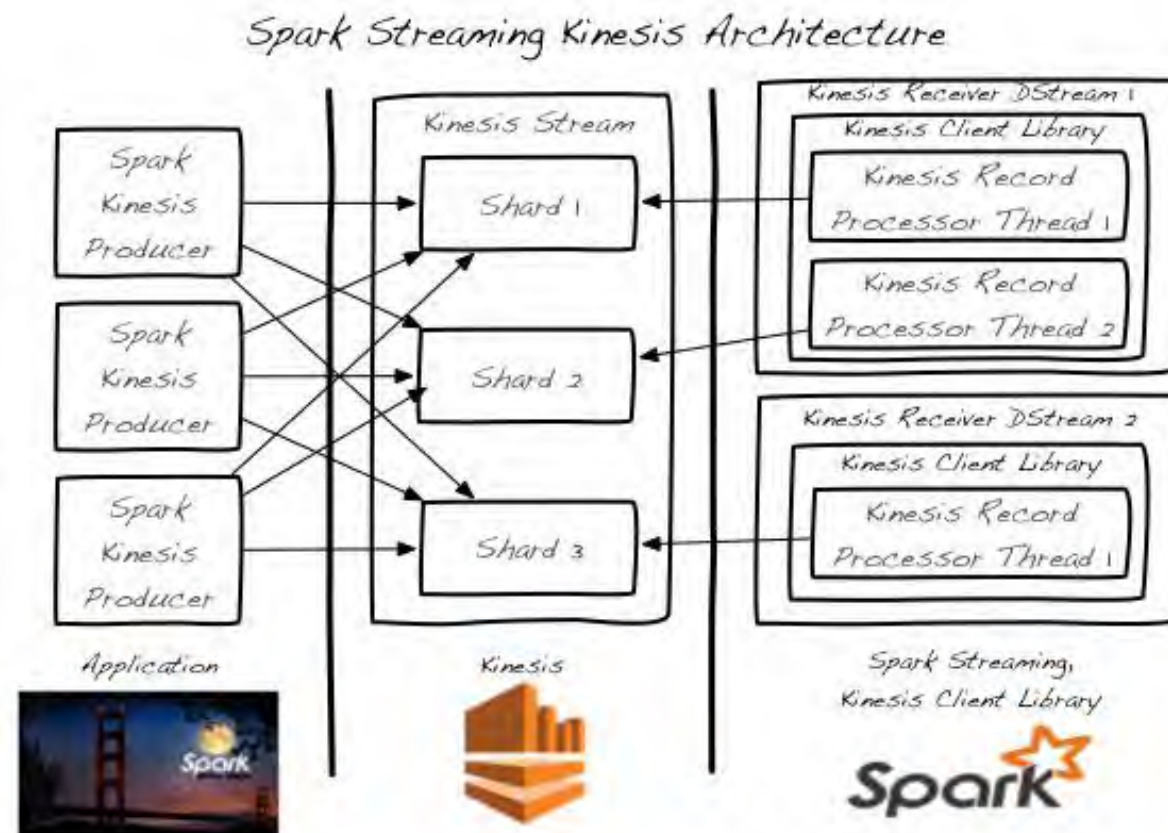 Spark Streaming Kinesis Architecture
Spark
Kinesis
Producer
Spark
Kinesis
Producer
Spark
Kinesis
Producer
Application
Spark
Kinesis Stream
Shard 1
Shard 2
Shard 3
Kinesis
Kinesis Receiver DStream 1
Kinesis Client Library
Kinesis Record
Processor Thread 1
Kinesis Record
Processor Thread 2
Kinesis Receiver DStream 2
Kinesis Client Library
Kinesis Record
Processor Thread 1
Spark Streaming,
Kinesis Client Library
Spark